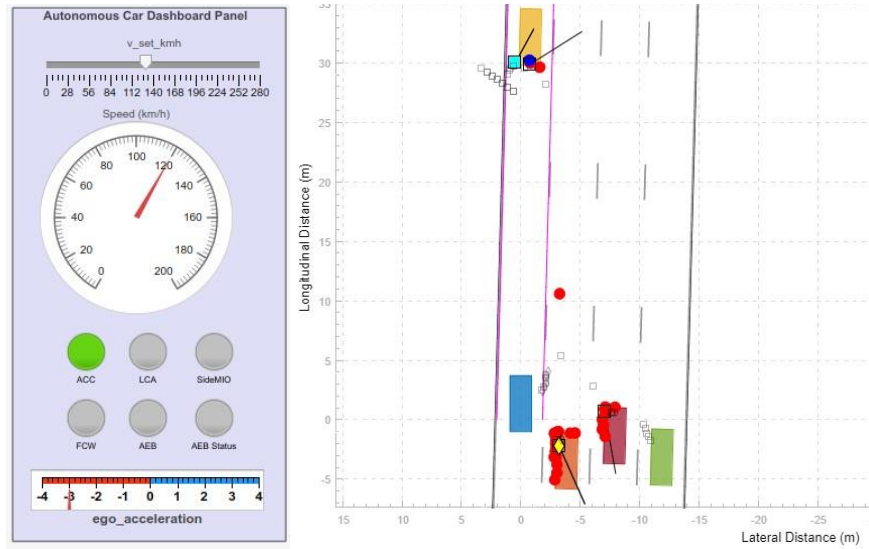 Autonomous Car Dashboard Panel
v_set_kmh
0 28 56 84 112 140 168 196 224 252 280
Speed (km/h)
0 20 40 60 80 100 120 140 160 180 200
ACC LCA SideMIO
FCW AEB AEB Status
-4 -3 -2 -1 0 1 2 3 4
ego_acceleration
Longitudinal Distance (m)
35
30
25
20
15
10
5
0
-5
15 10 5 0 -5 -10 -15 -20 -25
Lateral Distance (m)